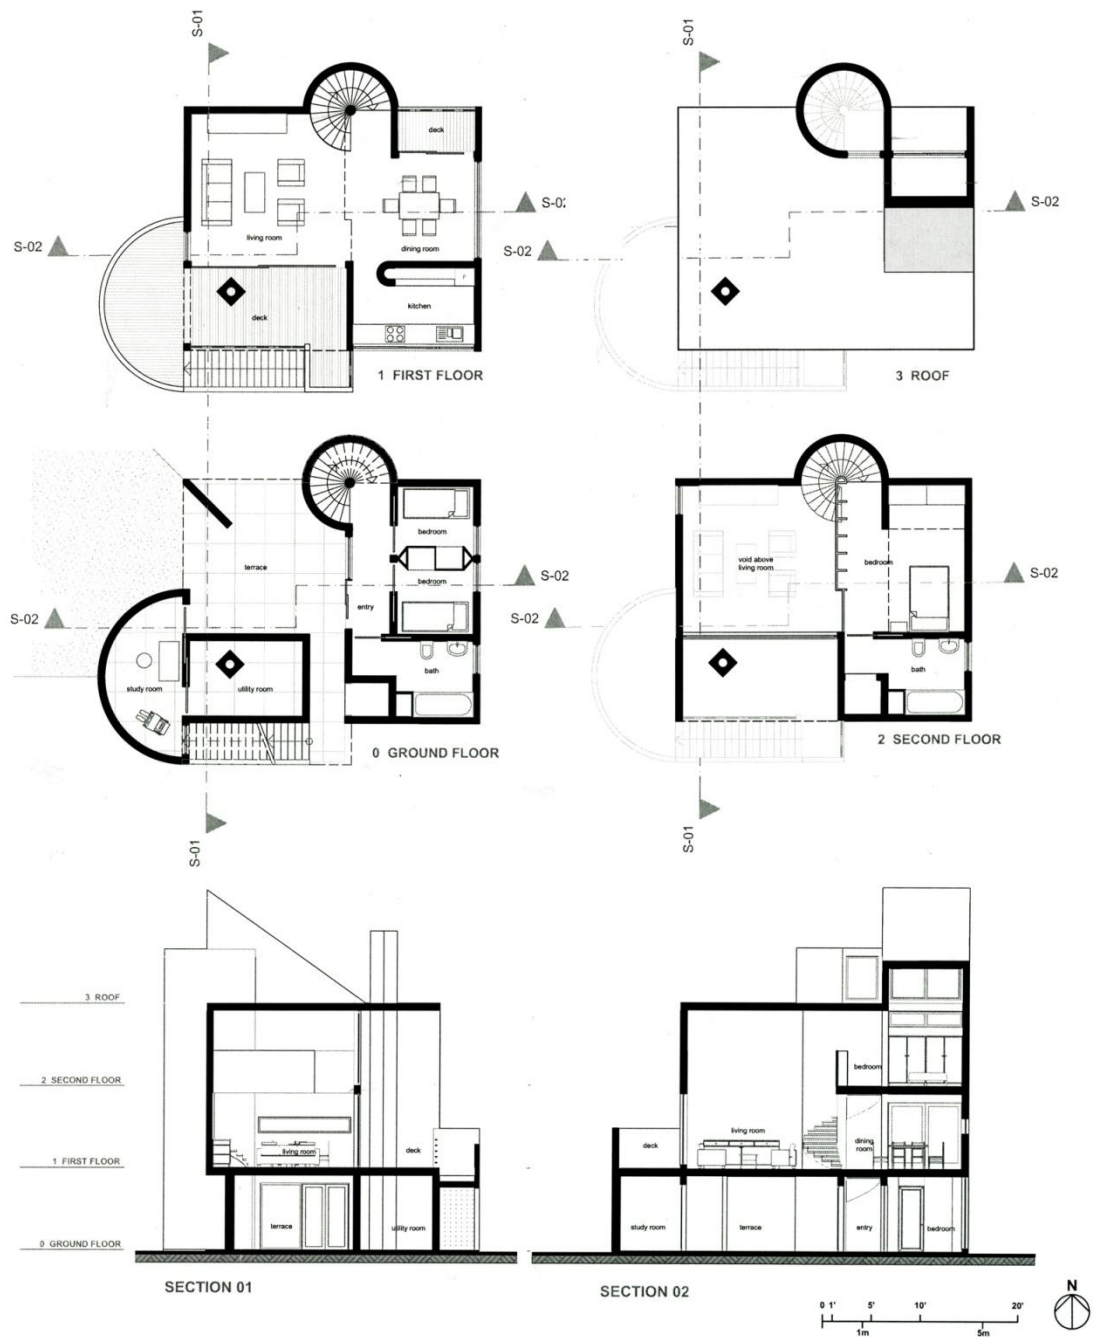 S-01
S-01
deck
S-02
S-02
living room
dining room
S-02
S-02
F
kitchen
deck
1 FIRST FLOOR
3 ROOF
bedroom
terrace
void above
living room
bedroom
bedroom
S-02
S-02
entry
S-02
S-02
bath
bath
study room
utility room
0 GROUND FLOOR
2 SECOND FLOOR
S-01
S-01
3 ROOF
2 SECOND FLOOR
bedroom
living room
dining
room
living room
deck
deck
1 FIRST FLOOR
terrace
utility room
study room
terrace
entry
bedroom
0 GROUND FLOOR
SECTION 01
SECTION 02
N
0 1' 5' 10' 20'
1m 5m